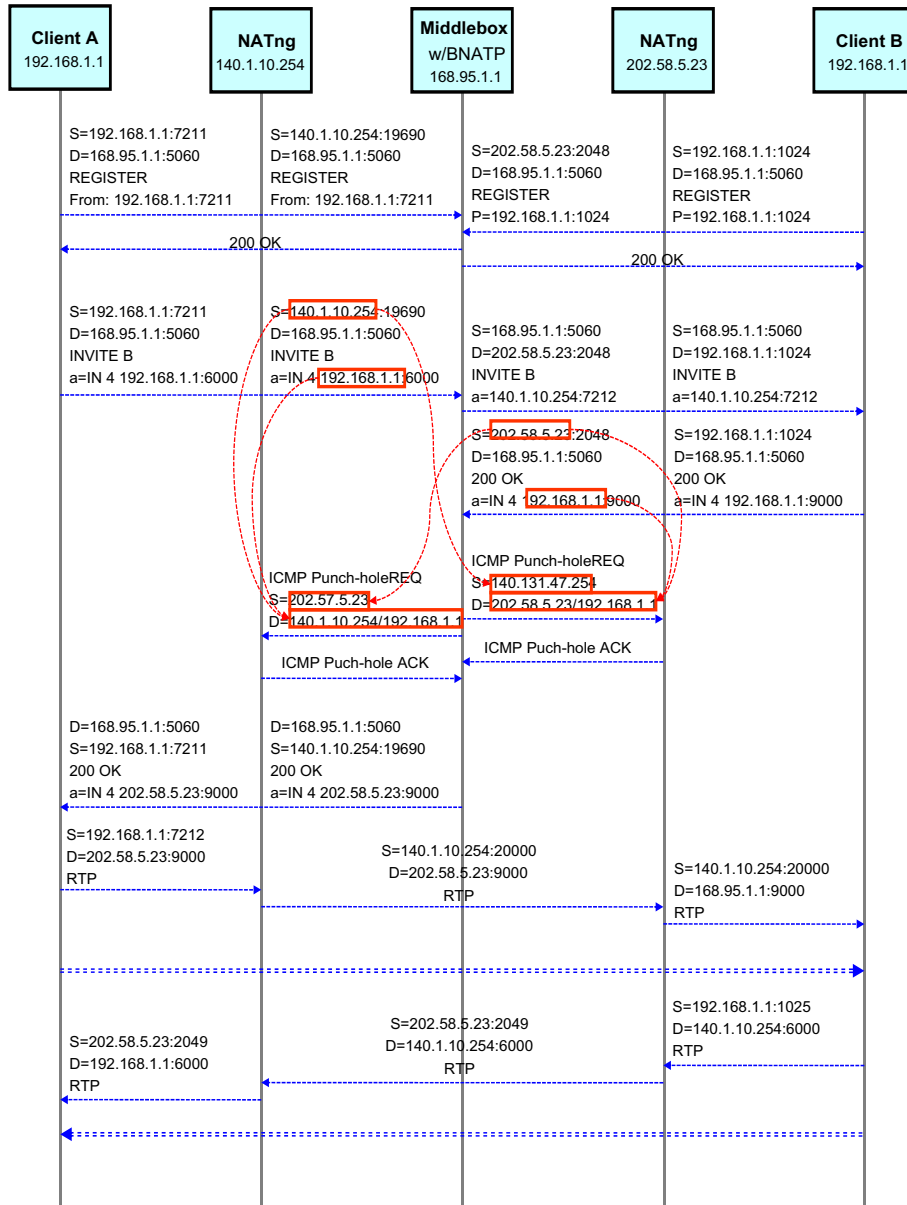 Client A
192.168.1.1
NATng
140.1.10.254
Middlebox
w/BNATP
168.95.1.1
NATng
202.58.5.23
Client B
192.168.1.1
S=192.168.1.1:7211
D=168.95.1.1:5060
REGISTER
From: 192.168.1.1:7211
S=140.1.10.254:19690
D=168.95.1.1:5060
REGISTER
From: 192.168.1.1:7211
S=202.58.5.23:2048
D=168.95.1.1:5060
REGISTER
P=192.168.1.1:1024
S=192.168.1.1:1024
D=168.95.1.1:5060
REGISTER
P=192.168.1.1:1024
200 OK
200 OK
S=192.168.1.1:7211
D=168.95.1.1:5060
INVITE B
a=IN 4 192.168.1.1:6000
S=140.1.10.254:19690
D=168.95.1.1:5060
INVITE B
a=IN 4 192.168.1.1:6000
S=168.95.1.1:5060
D=202.58.5.23:2048
INVITE B
a=140.1.10.254:7212
S=168.95.1.1:5060
D=192.168.1.1:1024
INVITE B
a=140.1.10.254:7212
S=202.58.5.23:2048
D=168.95.1.1:5060
200 OK
a=IN 4 192.168.1.1:9000
S=192.168.1.1:1024
D=168.95.1.1:5060
200 OK
a=IN 4 192.168.1.1:9000
ICMP Punch-holeREQ
S=202.57.5.23
D=140.1.10.254/192.168.1.1
ICMP Punch-holeREQ
S=140.131.47.254
D=202.58.5.23/192.168.1.1
ICMP Puch-hole ACK
ICMP Puch-hole ACK
D=168.95.1.1:5060
S=192.168.1.1:7211
200 OK
a=IN 4 202.58.5.23:9000
D=168.95.1.1:5060
S=140.1.10.254:19690
200 OK
a=IN 4 202.58.5.23:9000
S=192.168.1.1:7212
D=202.58.5.23:9000
RTP
S=140.1.10.254:20000
D=202.58.5.23:9000
RTP
S=140.1.10.254:20000
D=168.95.1.1:9000
RTP
S=192.168.1.1:1025
D=140.1.10.254:6000
RTP
S=202.58.5.23:2049
D=140.1.10.254:6000
RTP
S=202.58.5.23:2049
D=192.168.1.1:6000
RTP